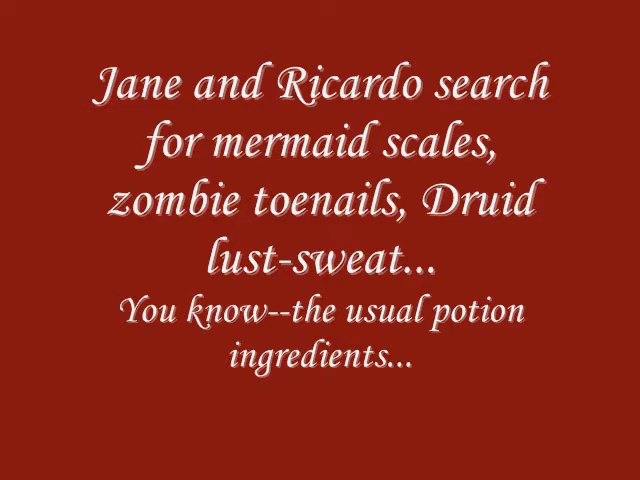 Jane and Ricardo search
for mermaid scales,
zombie toenails, Druid
lust-sweat...
You know--the usual potion
ingredients...